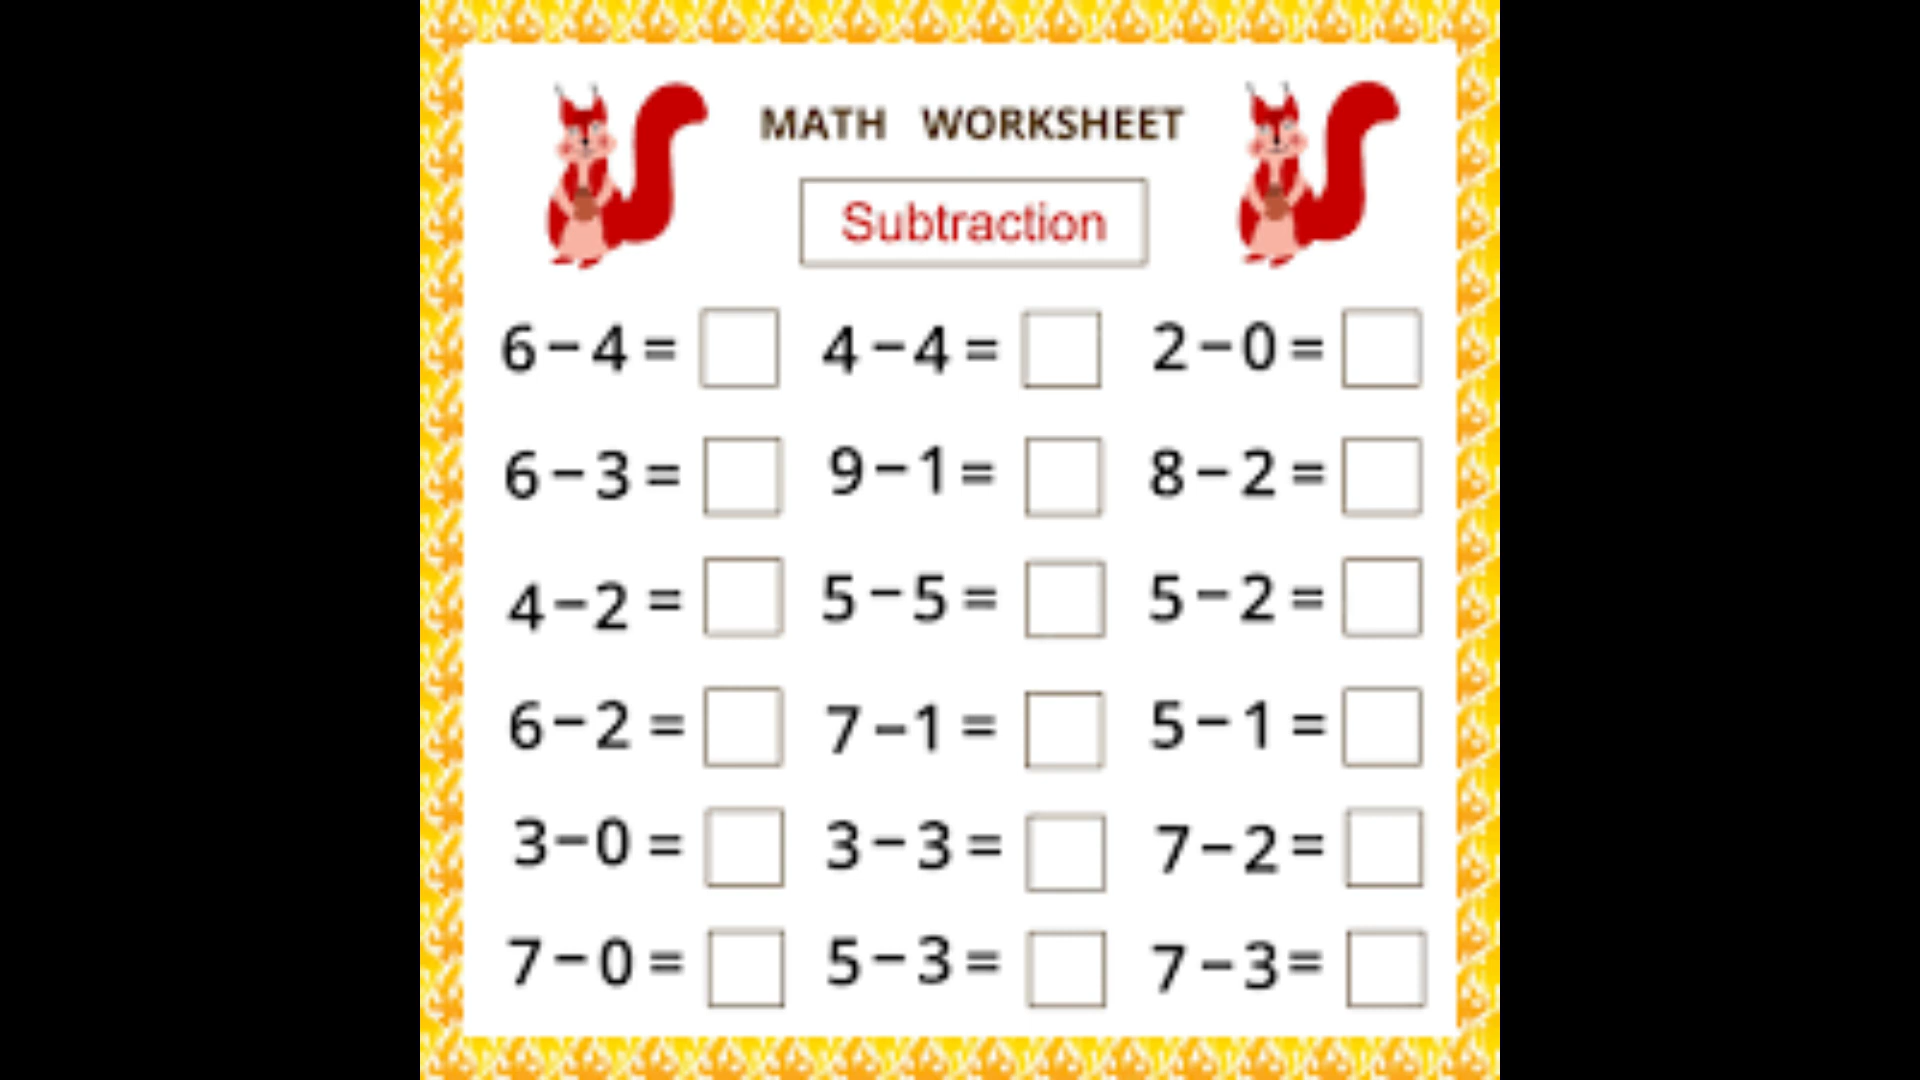 MATH WORKSHEET
Subtraction
6-4= 4-4= 2-0=
6-3= 9-1= 8-2=
4-2= 5-5= 5-2=
6-2= 7-1= 5-1=
3-0= 3-3= 7-2=
7-0= 5-3= 7-3=